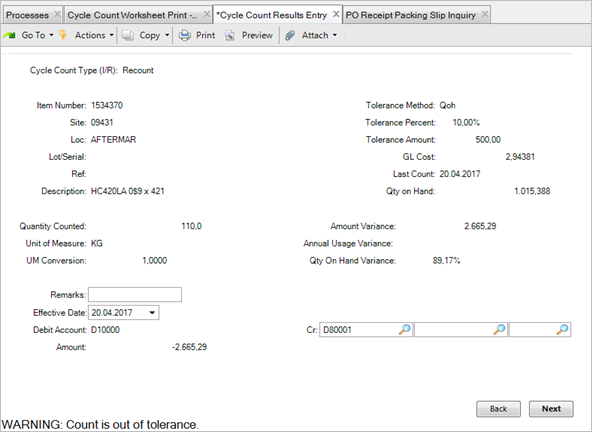 Processes Cycle Count Worksheet Print -... *Cycle Count Results Entry PO Receipt Packing Slip Inquiry
Go To Actions Copy Print Preview Attach
Cycle Count Type (I/R): Recount
Item Number: 1534370 Tolerance Method: Qoh
Site: 09431 Tolerance Percent: 10,00%
Loc: AFTERMAR Tolerance Amount: 500,00
Lot/Serial: GL Cost: 2,94381
Ref: Last Count: 20.04.2017
Description: HC420LA 0$9 x 421 Qty on Hand: 1.015,388
Quantity Counted: 110,0 Amount Variance: 2.665,29
Unit of Measure: KG Annual Usage Variance:
UM Conversion: 1,0000 Qty On Hand Variance: 89,17%
Remarks:
Effective Date: 20.04.2017
Debit Account: D10000 Cr: D80001
Amount: -2.665,29
Back Next
WARNING: Count is out of tolerance.